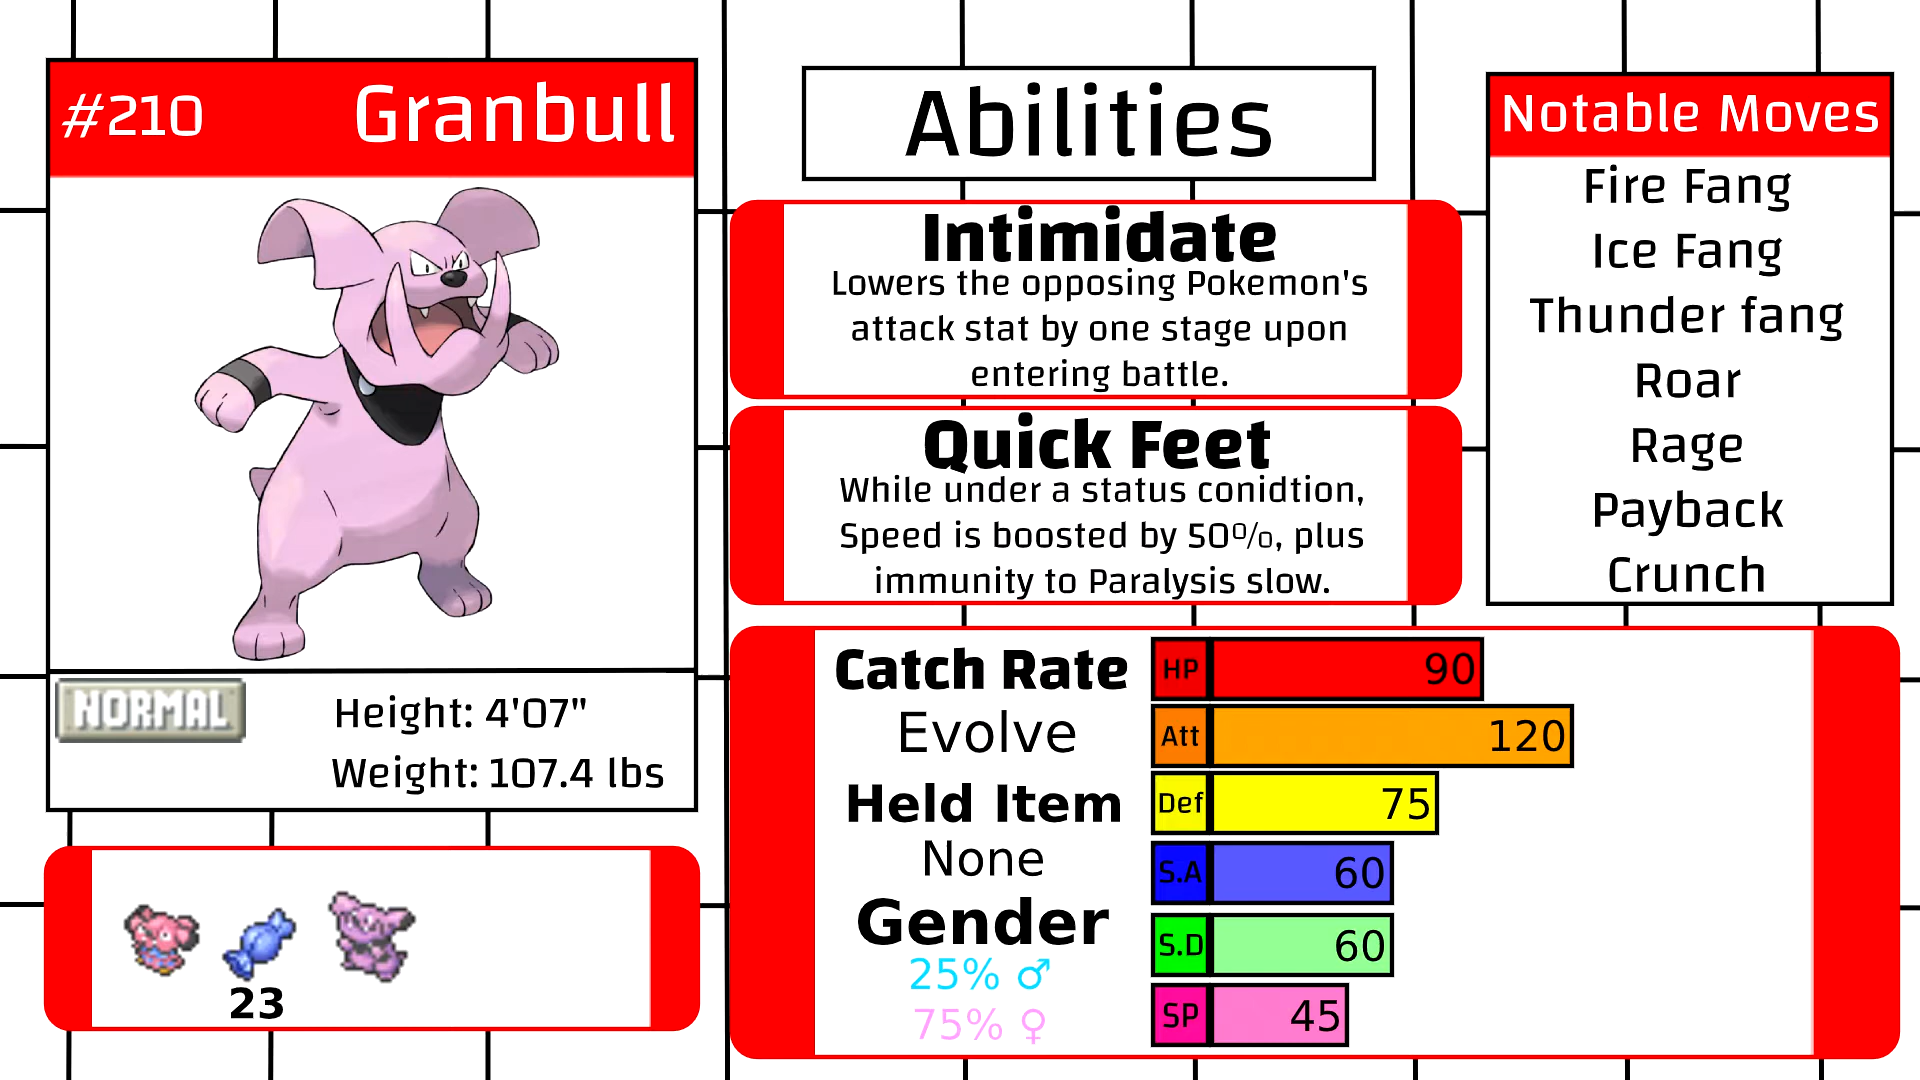 #210 Granbull
NORMAL
Height: 4'07"
Weight: 107.4 lbs
23
Abilities
Intimidate
Lowers the opposing Pokemon's
attack stat by one stage upon
entering battle.
Quick Feet
While under a status conidtion,
Speed is boosted by 50%, plus
immunity to Paralysis slow.
Notable Moves
Fire Fang
Ice Fang
Thunder fang
Roar
Rage
Payback
Crunch
Catch Rate
Evolve
Held Item
None
Gender
25% ♂
75% ♀
HP 90
Att 120
Def 75
S.A 60
S.D 60
SP 45